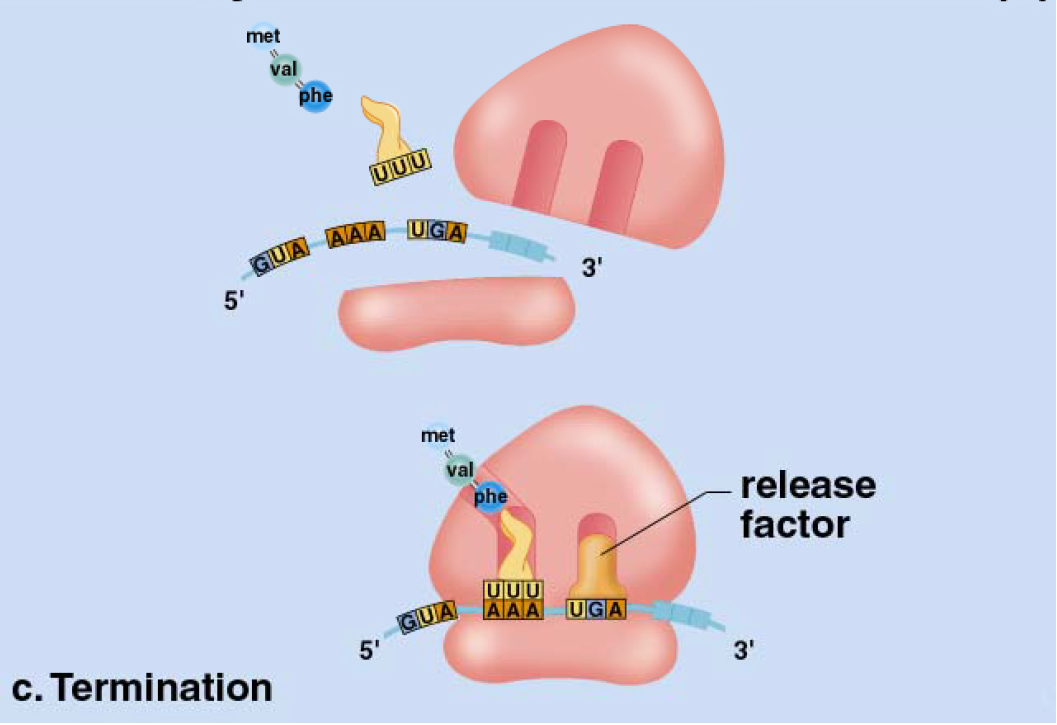 met
val
phe
UUU
GUA AAA UGA
5'
3'
met
val
phe
release
factor
UUU
GUA AAA UGA
5'
3'
c. Termination